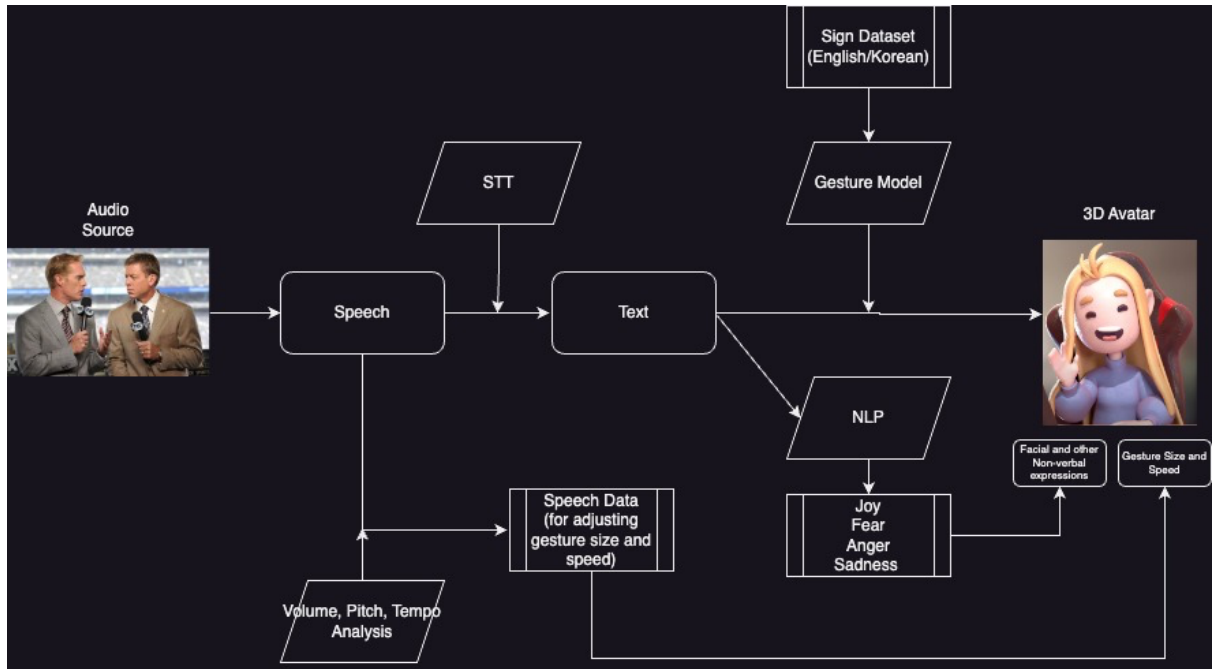 Sign Dataset
(English/Korean)
STT
Gesture Model
Audio
Source
3D Avatar
Speech
Text
NLP
Facial and other
Non-verbal
expressions
Gesture Size and
Speed
Speech Data
(for adjusting
gesture size and
speed)
Joy
Fear
Anger
Sadness
Volume, Pitch, Tempo
Analysis